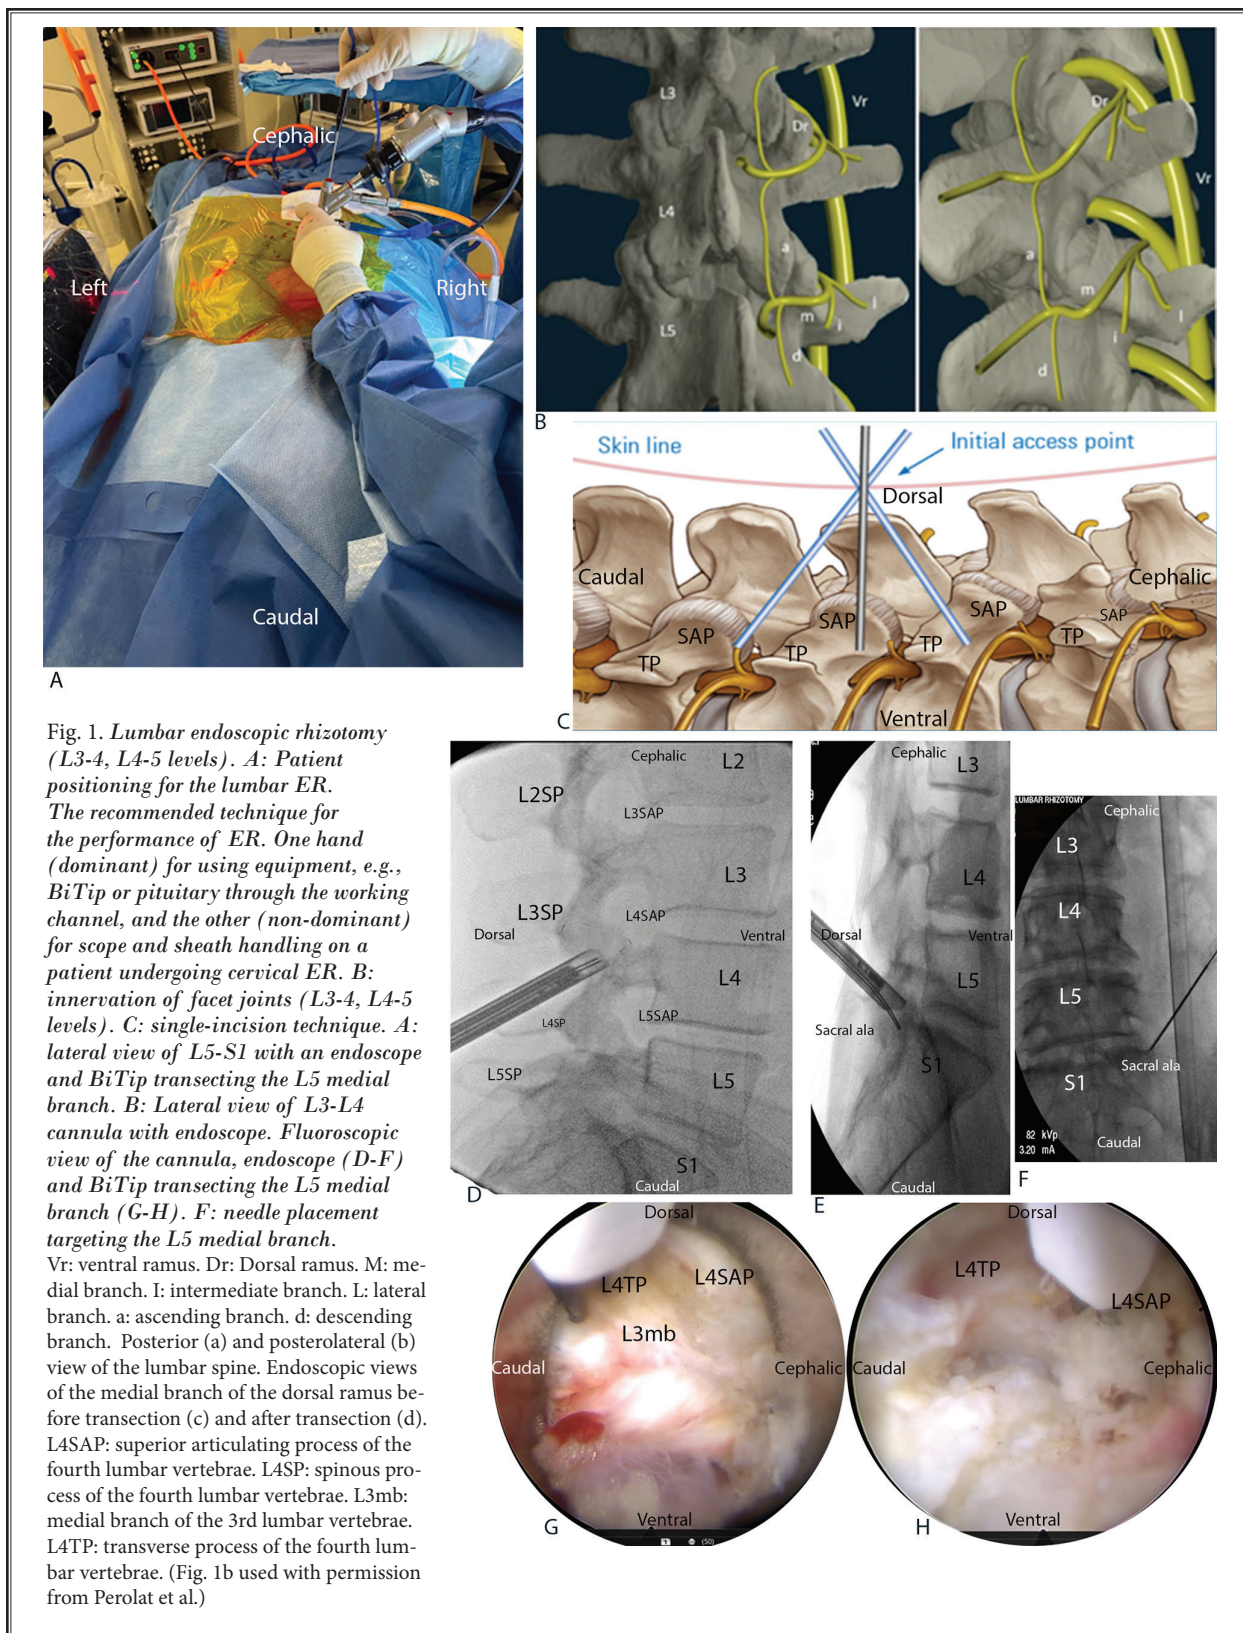 Cephalic
Left
Right
Caudal
A
L3
L4
L5
Dr
Vr
a
m
i
l
d
Dr
Vr
a
m
i
l
d
B
Skin line
Initial access point
Dorsal
Caudal
Cephalic
SAP
SAP
SAP
SAP
TP
TP
TP
TP
Ventral
C
Fig. 1. Lumbar endoscopic rhizotomy
(L3-4, L4-5 levels). A: Patient
positioning for the lumbar ER.
The recommended technique for
the performance of ER. One hand
(dominant) for using equipment, e.g.,
BiTip or pituitary through the working
channel, and the other (non-dominant)
for scope and sheath handling on a
patient undergoing cervical ER. B:
innervation of facet joints (L3-4, L4-5
levels). C: single-incision technique. A:
lateral view of L5-S1 with an endoscope
and BiTip transecting the L5 medial
branch. B: Lateral view of L3-L4
cannula with endoscope. Fluoroscopic
view of the cannula, endoscope (D-F)
and BiTip transecting the L5 medial
branch (G-H). F: needle placement
targeting the L5 medial branch.
Vr: ventral ramus. Dr: Dorsal ramus. M: me-
dial branch. I: intermediate branch. L: lateral
branch. a: ascending branch. d: descending
branch. Posterior (a) and posterolateral (b)
view of the lumbar spine. Endoscopic views
of the medial branch of the dorsal ramus be-
fore transection (c) and after transection (d).
L4SAP: superior articulating process of the
fourth lumbar vertebrae. L4SP: spinous pro-
cess of the fourth lumbar vertebrae. L3mb:
medial branch of the 3rd lumbar vertebrae.
L4TP: transverse process of the fourth lum-
bar vertebrae. (Fig. 1b used with permission
from Perolat et al.)
Cephalic
L2
L2SP
L3SAP
L3
L3SP
L4SAP
Dorsal
Ventral
L4
L4SP
L5SAP
L5SP
L5
S1
Caudal
D
Cephalic
L3
L4
Dorsal
Ventral
L5
Sacral ala
S1
Caudal
E
LUMBAR RHIZOTOMY
Cephalic
L3
L4
L5
Sacral ala
S1
82 kVp
3.20 mA
Caudal
F
Dorsal
L4TP
L4SAP
L3mb
Caudal
Cephalic
Ventral
(50)
G
Dorsal
L4TP
L4SAP
Caudal
Cephalic
Ventral
H